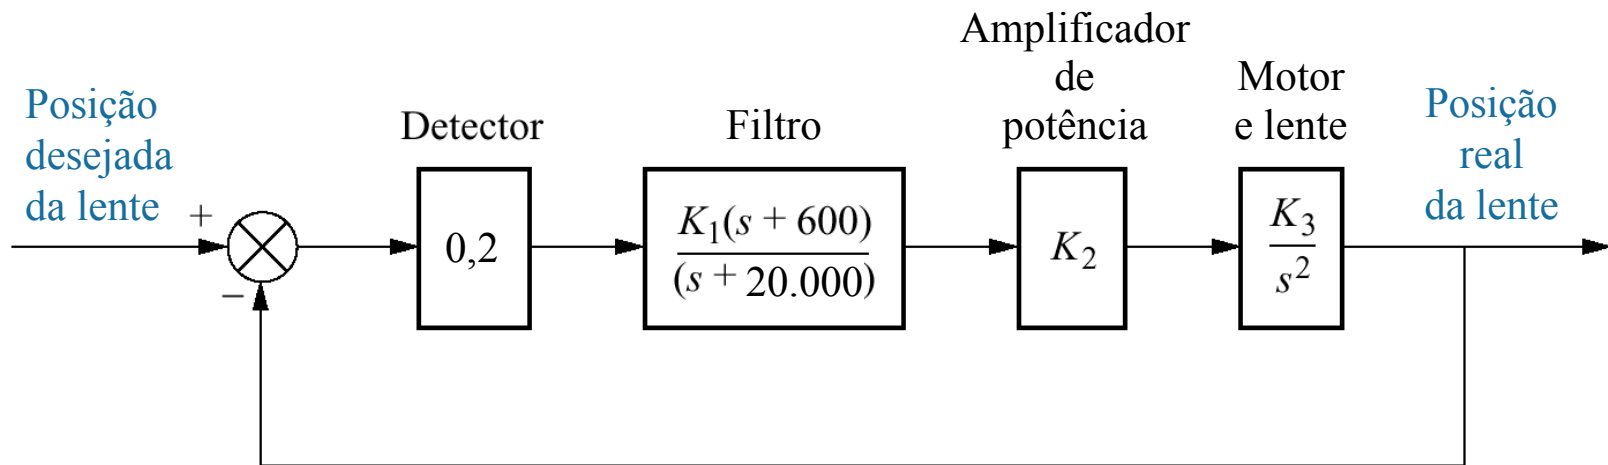 Posição
desejada
da lente
+
−
Detector
0,2
Filtro
K₁(s + 600)
(s + 20.000)
Amplificador
de
potência
K₂
Motor
e lente
K₃
s²
Posição
real
da lente